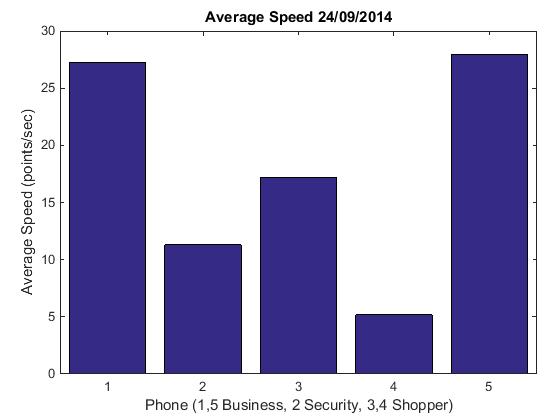 Average Speed 24/09/2014
30
25
20
15
10
5
0
Average Speed (points/sec)
1 2 3 4 5
Phone (1,5 Business, 2 Security, 3,4 Shopper)